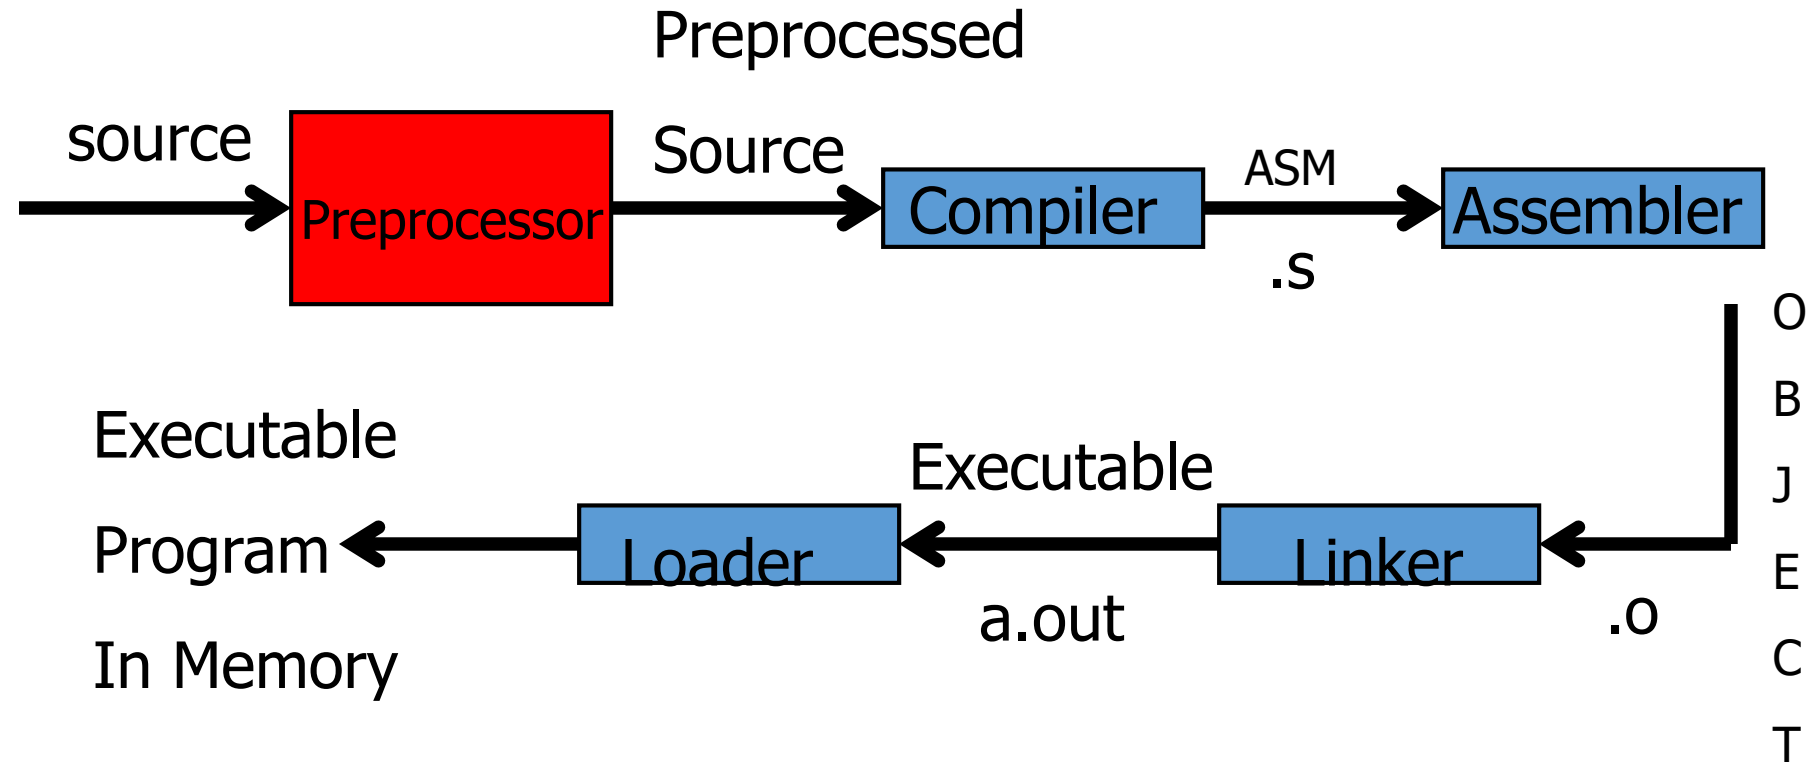 source
Preprocessor
Preprocessed
Source
Compiler
ASM
.s
Assembler
O
B
J
E
C
T
.o
Linker
Executable
a.out
Loader
Executable
Program
In Memory